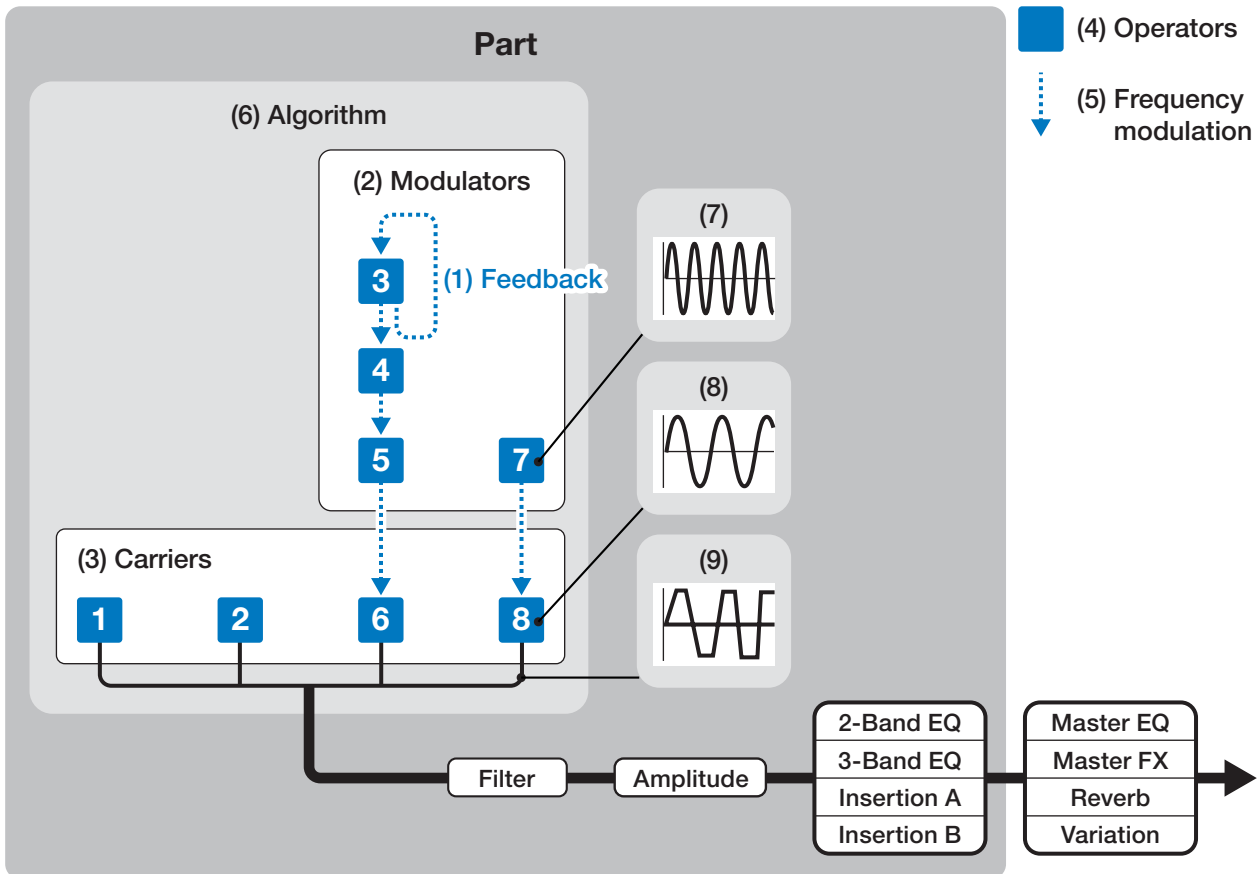 Part
(4) Operators
(5) Frequency
modulation
(6) Algorithm
(2) Modulators
3
(1) Feedback
4
5
7
(3) Carriers
1
2
6
8
(7)
(8)
(9)
Filter
Amplitude
2-Band EQ
3-Band EQ
Insertion A
Insertion B
Master EQ
Master FX
Reverb
Variation